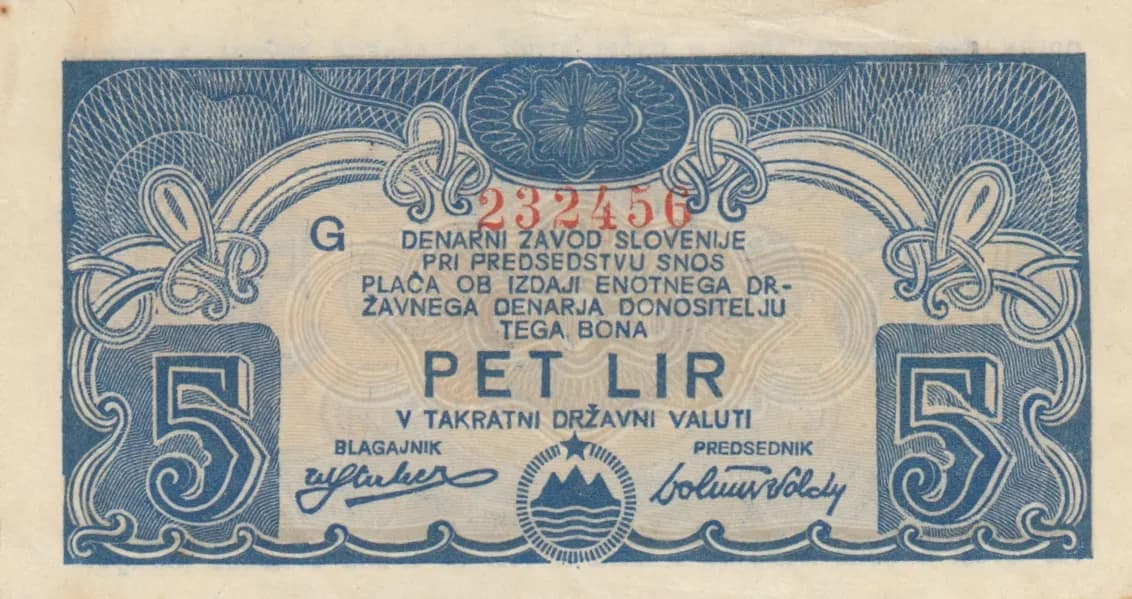 232456
G
DENARNI ZAVOD SLOVENIJE
PRI PREDSEDSTVU SNOS
PLAČA OB IZDAJI ENOTNEGA DR-
ŽAVNEGA DENARJA DONOSITELJU
TEGA BONA
PET LIR
V TAKRATNI DRŽAVNI VALUTI
BLAGAJNIK
PREDSEDNIK
5
5